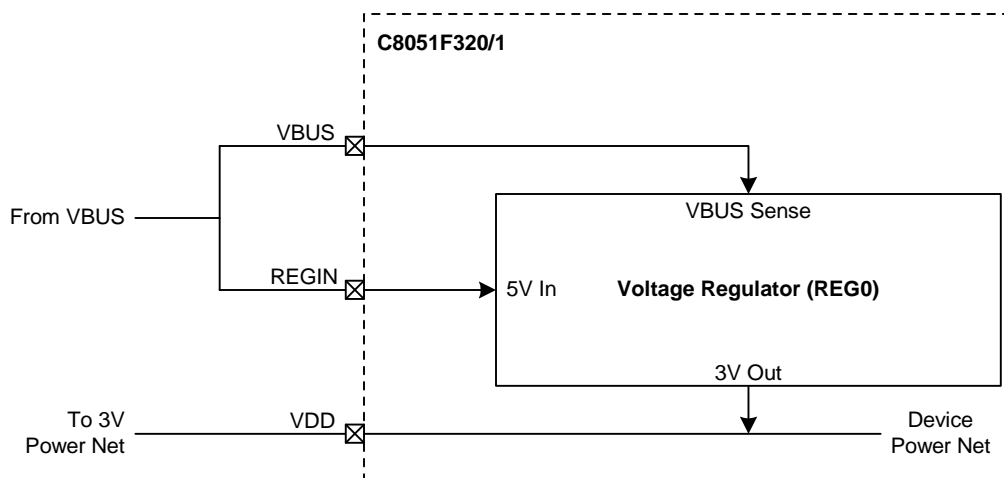 C8051F320/1
VBUS
From VBUS
VBUS Sense
REGIN
5V In
Voltage Regulator (REG0)
3V Out
To 3V
Power Net
VDD
Device
Power Net